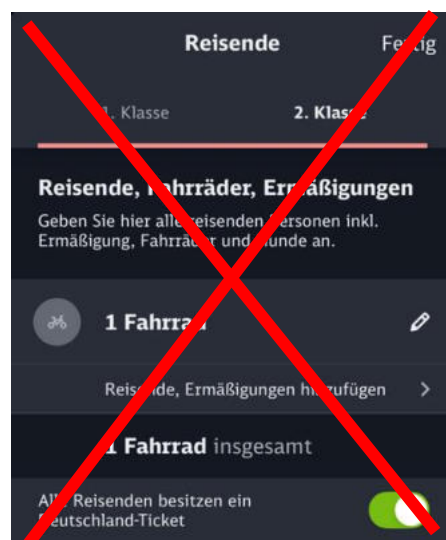 Reisende Fertig
1. Klasse 2. Klasse
Reisende, Fahrräder, Ermäßigungen
Geben Sie hier alle reisenden Personen inkl.
Ermäßigung, Fahrräder und Hunde an.
1 Fahrrad
Reisende, Ermäßigungen hinzufügen >
1 Fahrrad insgesamt
Alle Reisenden besitzen ein
Deutschland-Ticket